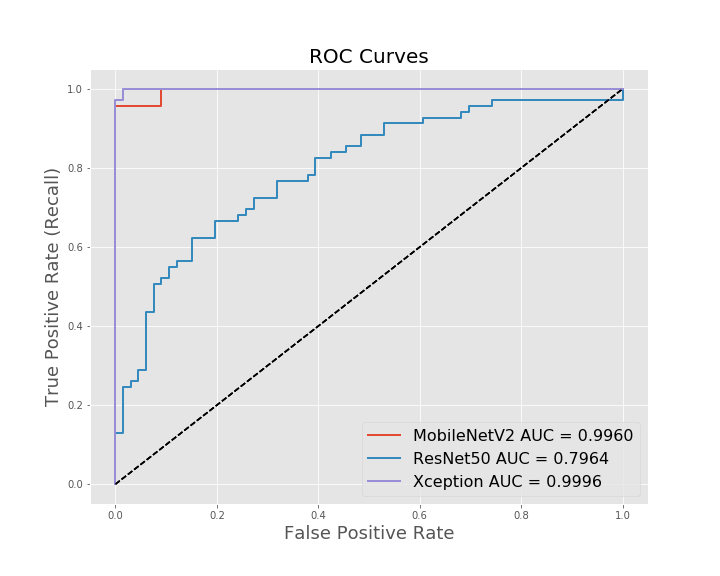 ROC Curves
True Positive Rate (Recall)
1.0
0.8
0.6
0.4
0.2
0.0
MobileNetV2 AUC = 0.9960
ResNet50 AUC = 0.7964
Xception AUC = 0.9996
0.0 0.2 0.4 0.6 0.8 1.0
False Positive Rate